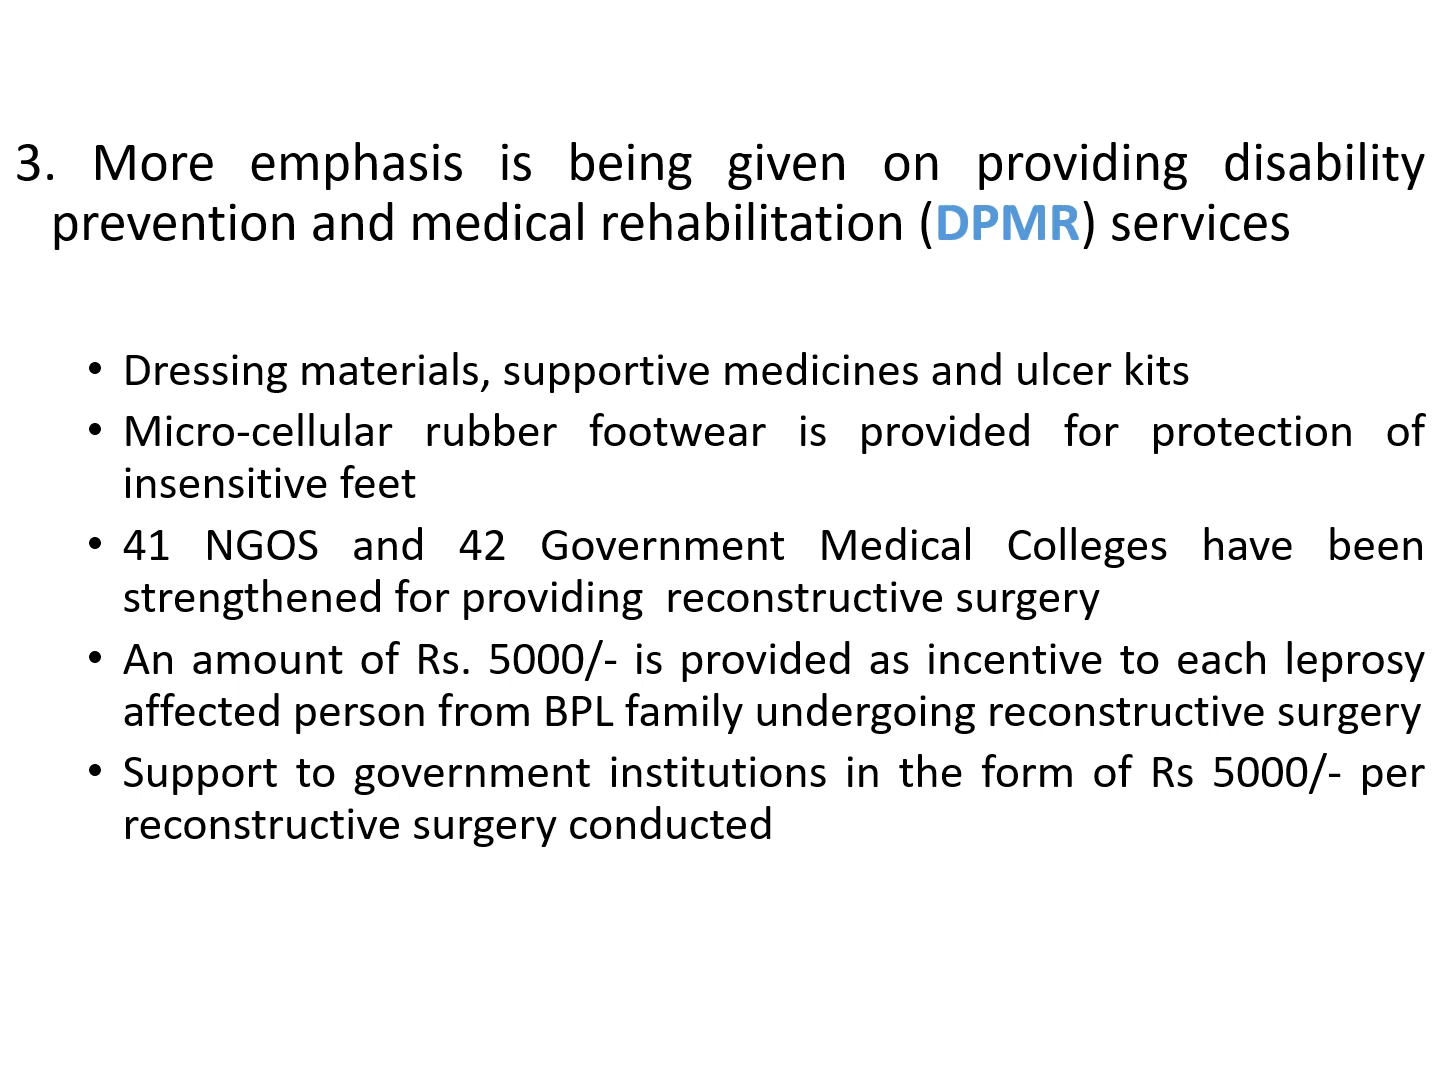 3. More emphasis is being given on providing disability
prevention and medical rehabilitation (DPMR) services
• Dressing materials, supportive medicines and ulcer kits
• Micro-cellular rubber footwear is provided for protection of
insensitive feet
• 41 NGOS and 42 Government Medical Colleges have been
strengthened for providing  reconstructive surgery
• An amount of Rs. 5000/- is provided as incentive to each leprosy
affected person from BPL family undergoing reconstructive surgery
• Support to government institutions in the form of Rs 5000/- per
reconstructive surgery conducted